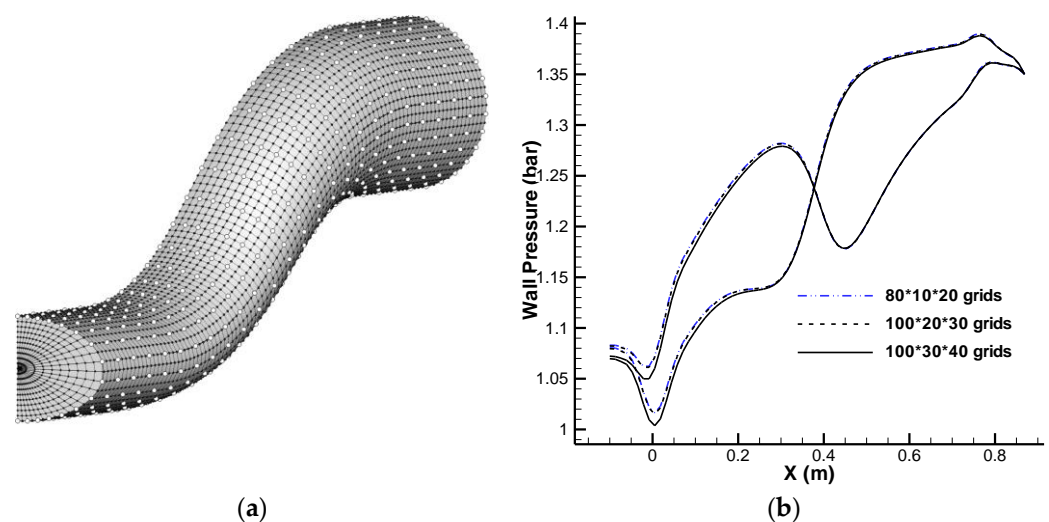 1.4
1.35
1.3
1.25
1.2
1.15
1.1
1.05
1
Wall Pressure (bar)
80*10*20 grids
100*20*30 grids
100*30*40 grids
0 0.2 0.4 0.6 0.8
X (m)
(a) (b)